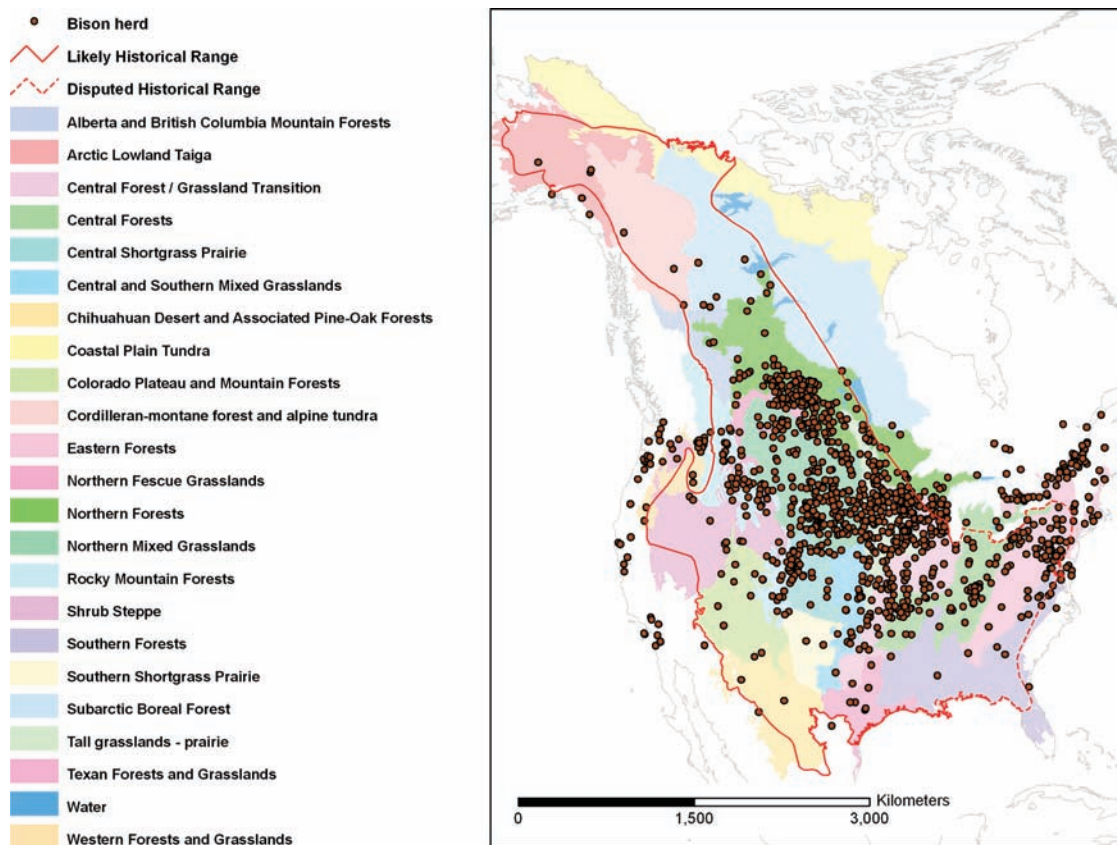 Bison herd
Likely Historical Range
Disputed Historical Range
Alberta and British Columbia Mountain Forests
Arctic Lowland Taiga
Central Forest / Grassland Transition
Central Forests
Central Shortgrass Prairie
Central and Southern Mixed Grasslands
Chihuahuan Desert and Associated Pine-Oak Forests
Coastal Plain Tundra
Colorado Plateau and Mountain Forests
Cordilleran-montane forest and alpine tundra
Eastern Forests
Northern Fescue Grasslands
Northern Forests
Northern Mixed Grasslands
Rocky Mountain Forests
Shrub Steppe
Southern Forests
Southern Shortgrass Prairie
Subarctic Boreal Forest
Tall grasslands - prairie
Texan Forests and Grasslands
Water
Western Forests and Grasslands
Kilometers
0 1,500 3,000